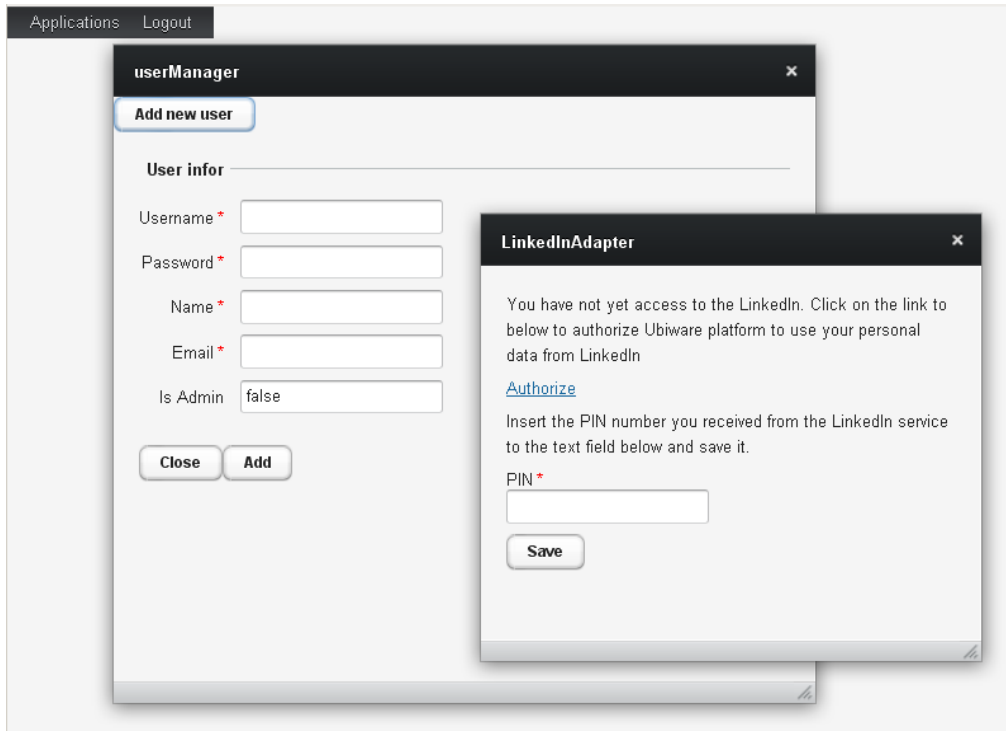 Applications Logout
userManager ×
Add new user
User infor
Username *
Password *
Name *
Email *
Is Admin false
Close Add
LinkedInAdapter ×
You have not yet access to the LinkedIn. Click on the link to
below to authorize Ubiware platform to use your personal
data from LinkedIn
Authorize
Insert the PIN number you received from the LinkedIn service
to the text field below and save it.
PIN *
Save